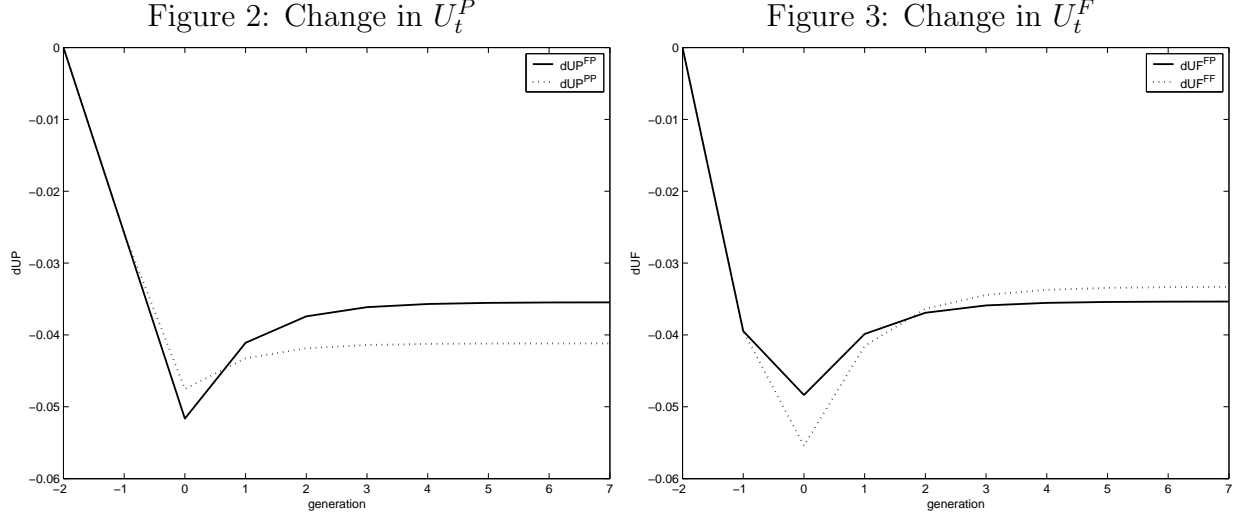 Figure 2: Change in $U_t^P$
0
−0.01
−0.02
−0.03
−0.04
−0.05
−0.06
dUP
−2 −1 0 1 2 3 4 5 6 7
generation
dUP^FP
dUP^PP
Figure 3: Change in $U_t^F$
0
−0.01
−0.02
−0.03
−0.04
−0.05
−0.06
dUF
−2 −1 0 1 2 3 4 5 6 7
generation
dUF^FP
dUF^FF